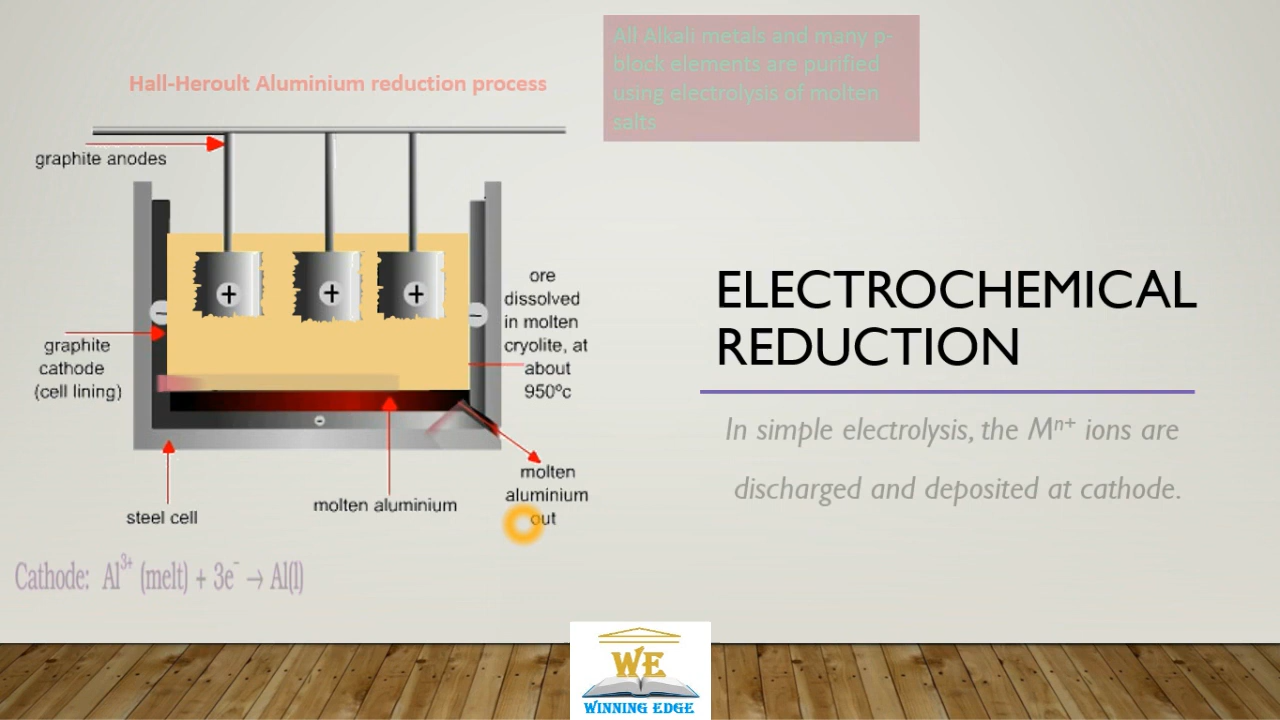 All Alkali metals and many p-
block elements are purified
using electrolysis of molten
salts
Hall-Heroult Aluminium reduction process
graphite anodes
+
+
+
−
−
ore
dissolved
in molten
cryolite, at
about
950ºc
graphite
cathode
(cell lining)
−
molten
aluminium
out
molten aluminium
steel cell
Cathode: Al³⁺ (melt) + 3e⁻ → Al(l)
ELECTROCHEMICAL
REDUCTION
In simple electrolysis, the Mⁿ⁺ ions are
discharged and deposited at cathode.
WE
WINNING EDGE